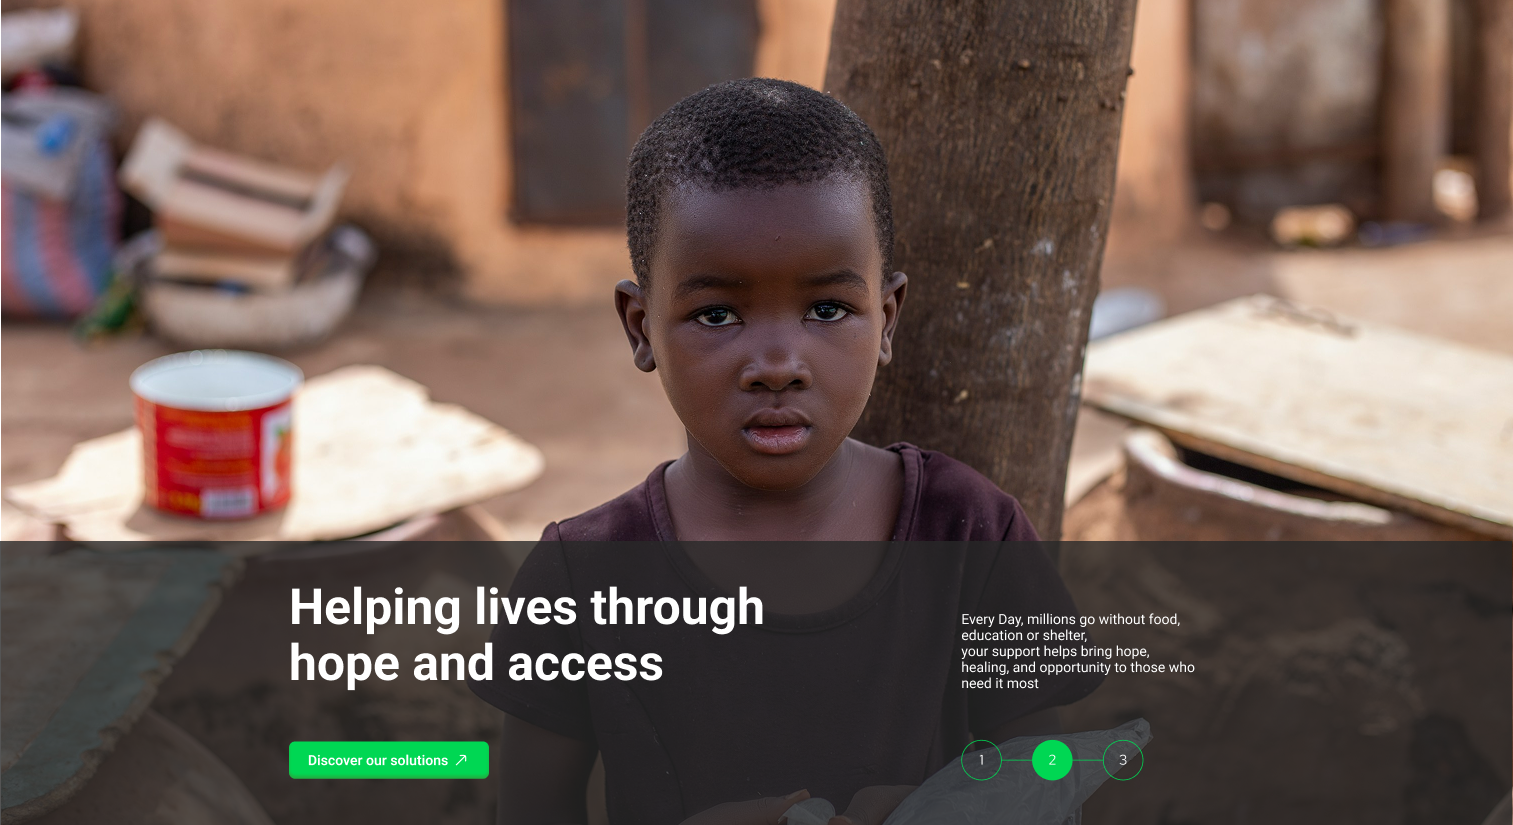 Helping lives through
hope and access
Every Day, millions go without food,
education or shelter,
your support helps bring hope,
healing, and opportunity to those who
need it most
Discover our solutions
1
2
3